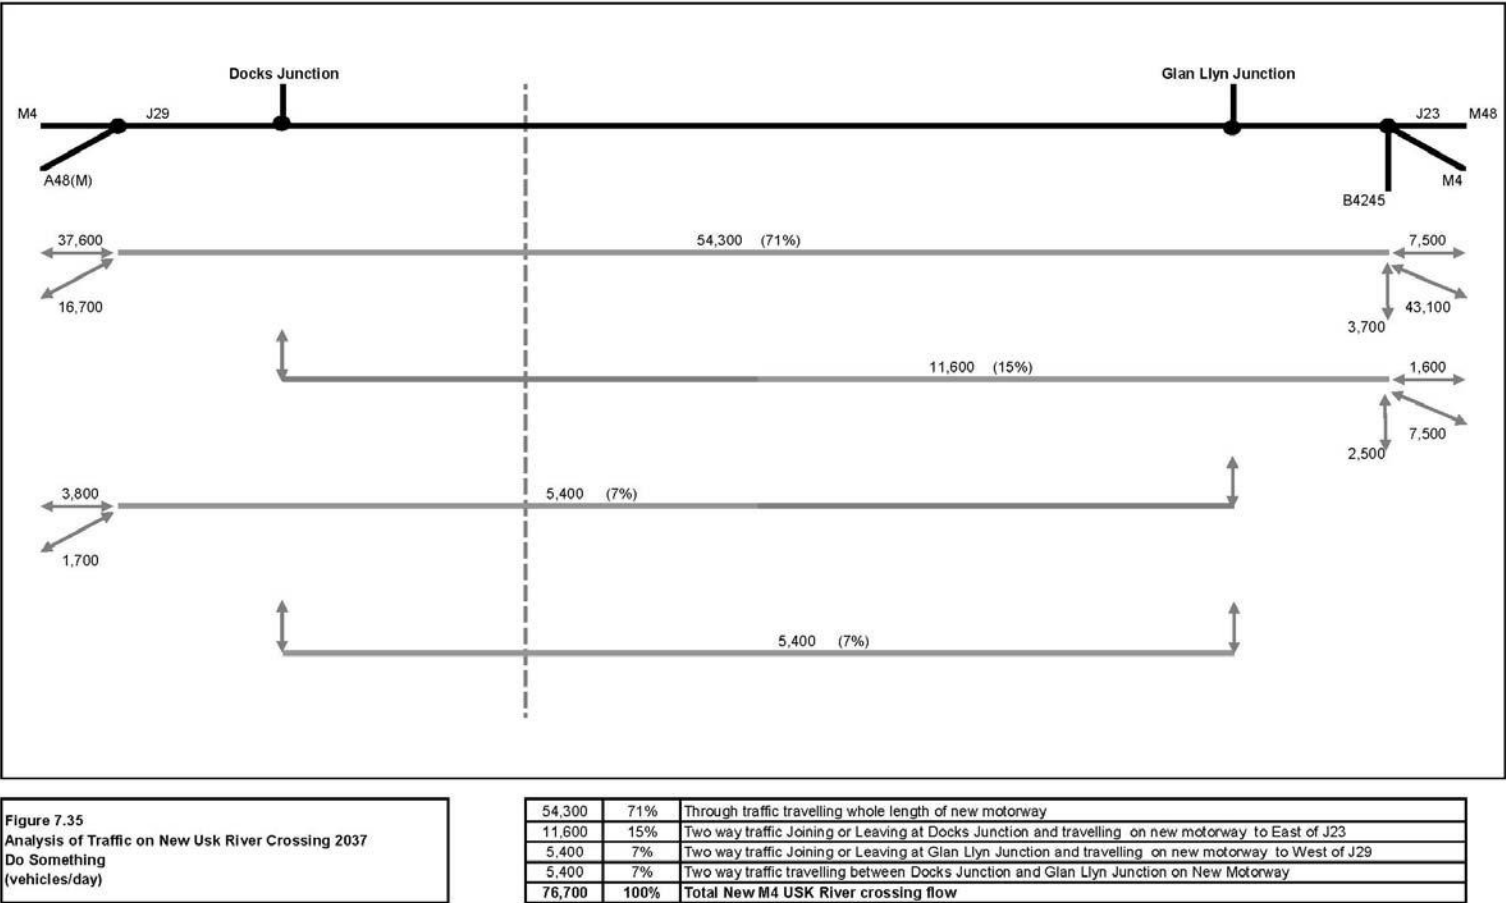 Docks Junction
Glan Llyn Junction
M4
J29
J23
M48
A48(M)
M4
B4245
37,600
54,300 (71%)
7,500
16,700
43,100
3,700
11,600 (15%)
1,600
7,500
2,500
3,800
5,400 (7%)
1,700
5,400 (7%)
Figure 7.35
Analysis of Traffic on New Usk River Crossing 2037
Do Something
(vehicles/day)
54,300 71% Through traffic travelling whole length of new motorway
11,600 15% Two way traffic Joining or Leaving at Docks Junction and travelling on new motorway to East of J23
5,400 7% Two way traffic Joining or Leaving at Glan Llyn Junction and travelling on new motorway to West of J29
5,400 7% Two way traffic travelling between Docks Junction and Glan Llyn Junction on New Motorway
76,700 100% Total New M4 USK River crossing flow